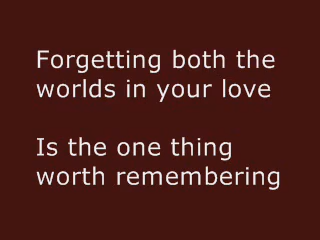 Forgetting both the
worlds in your love
Is the one thing
worth remembering